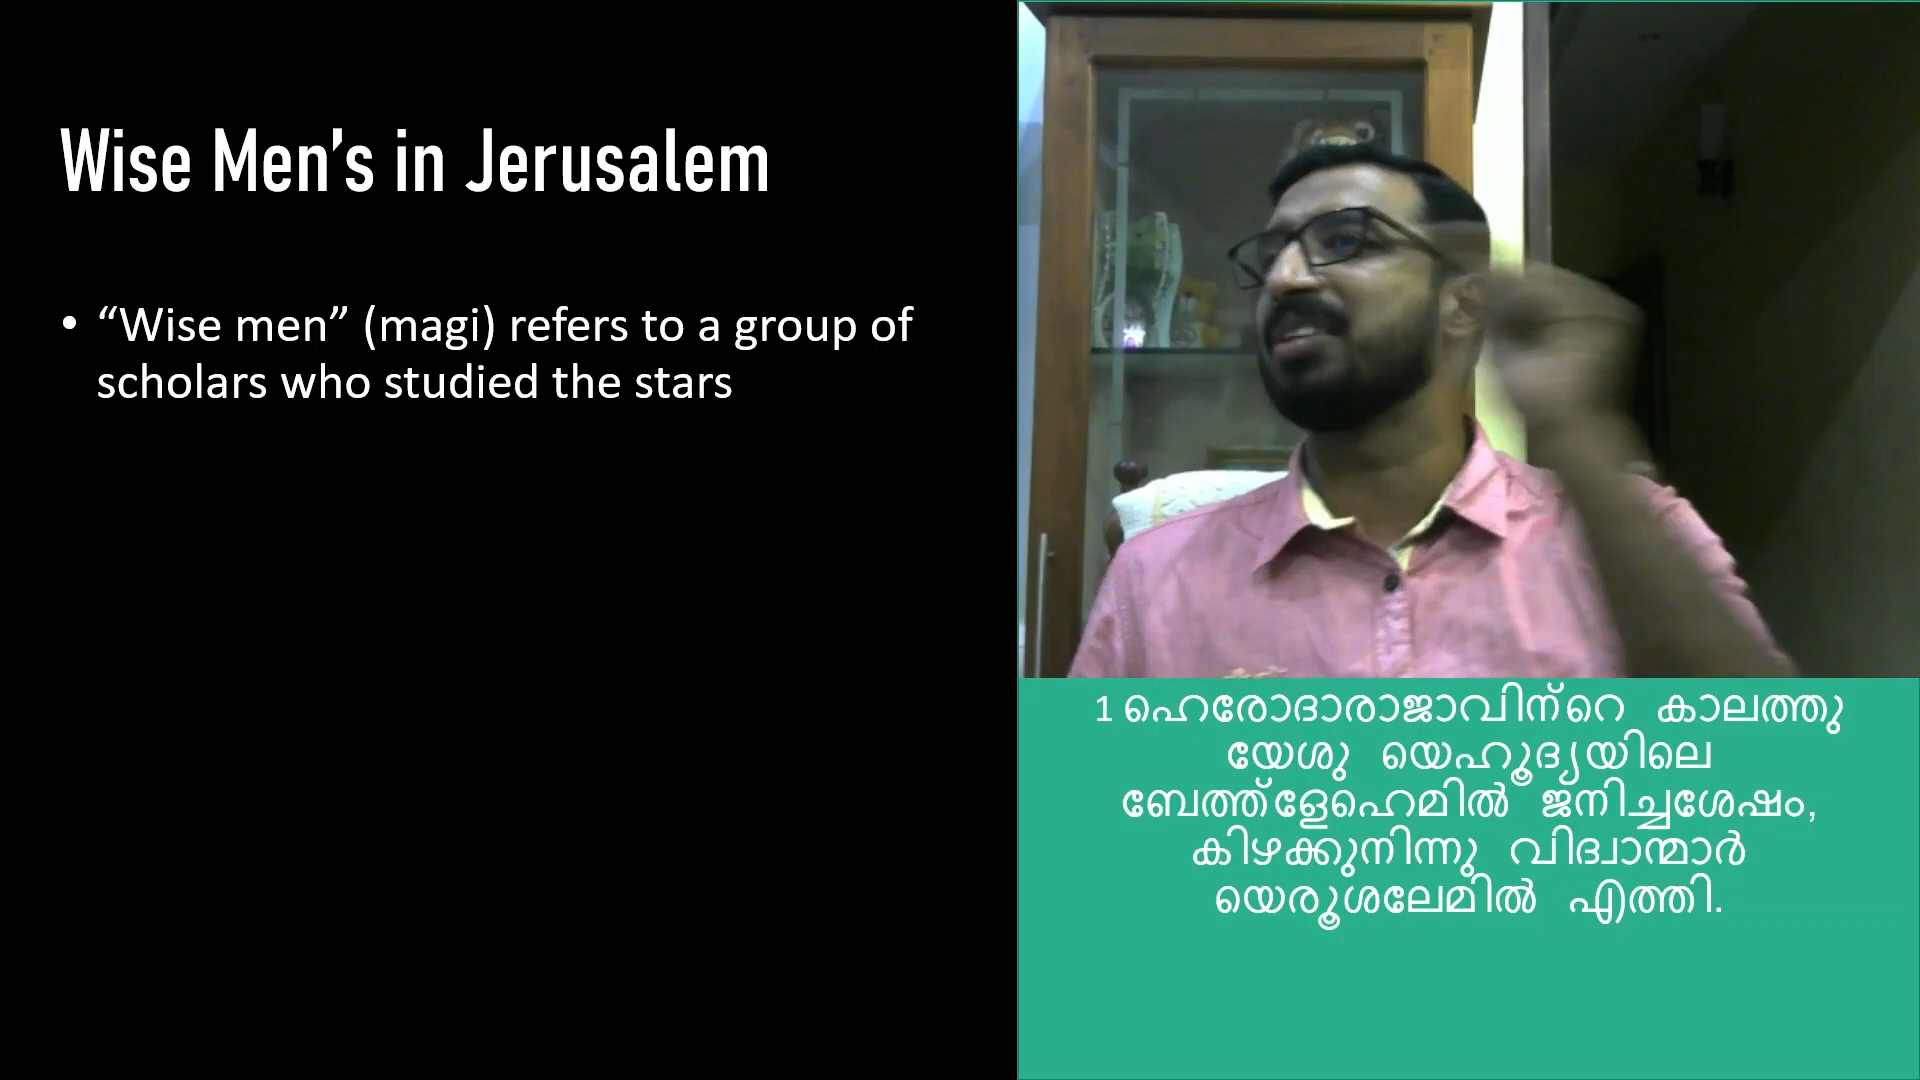 Wise Men’s in Jerusalem
• “Wise men” (magi) refers to a group of
scholars who studied the stars
1 ഹെരോദാരാജാവിന്റെ കാലത്തു
യേശു യെഹൂദ്യയിലെ
ബേത്ത്ളേഹെമിൽ ജനിച്ചശേഷം,
കിഴക്കുനിന്നു വിദ്വാന്മാർ
യെരൂശലേമിൽ എത്തി.